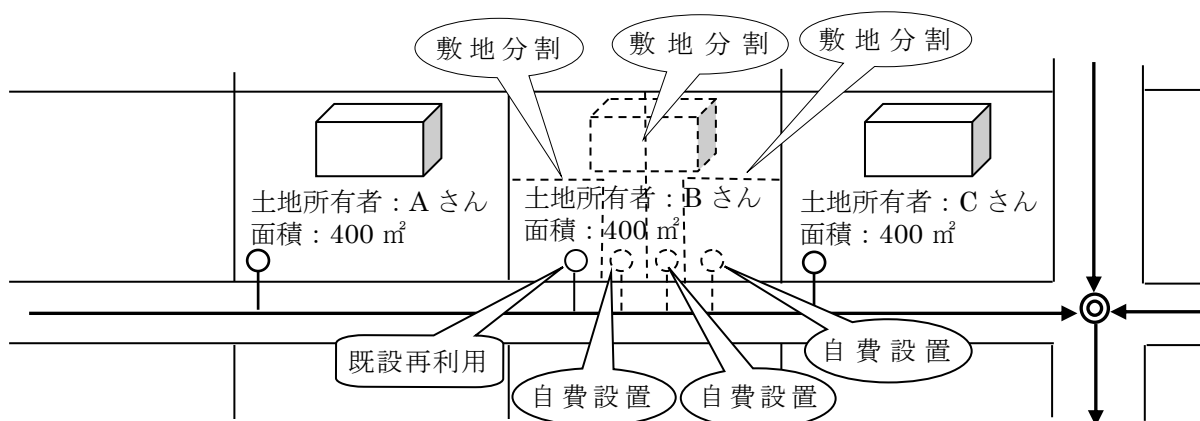 敷地分割
敷地分割
敷地分割
土地所有者：A さん
面積：400 ㎡
土地所有者：B さん
面積：400 ㎡
土地所有者：C さん
面積：400 ㎡
既設再利用
自費設置
自費設置
自費設置